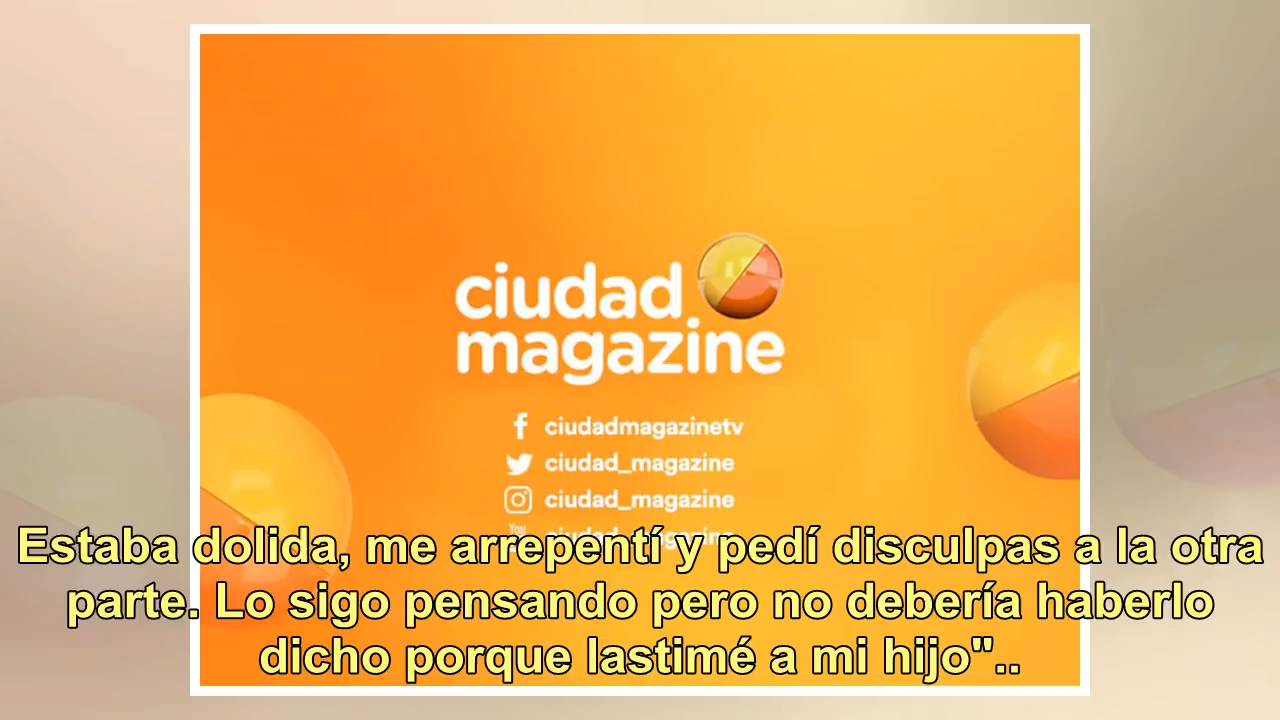 ciudad
magazine
ciudadmagazinetv
ciudad_magazine
ciudad_magazine
Estaba dolida, me arrepentí y pedí disculpas a la otra
parte. Lo sigo pensando pero no debería haberlo
dicho porque lastimé a mi hijo"..